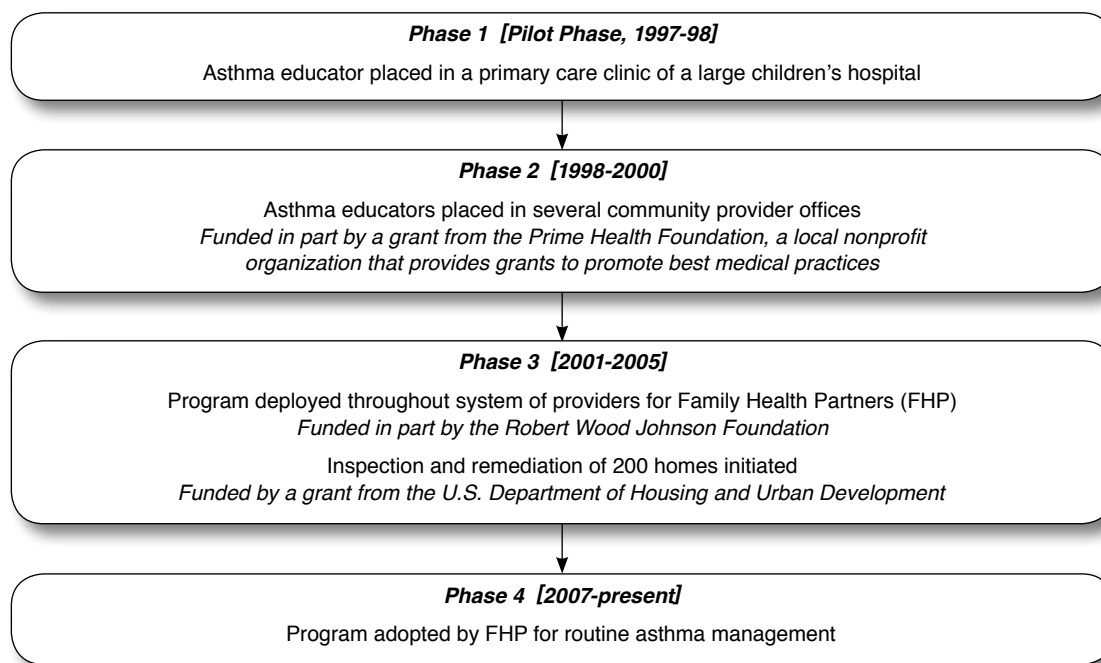 Phase 1 [Pilot Phase, 1997-98]
Asthma educator placed in a primary care clinic of a large children’s hospital
Phase 2 [1998-2000]
Asthma educators placed in several community provider offices
Funded in part by a grant from the Prime Health Foundation, a local nonprofit
organization that provides grants to promote best medical practices
Phase 3 [2001-2005]
Program deployed throughout system of providers for Family Health Partners (FHP)
Funded in part by the Robert Wood Johnson Foundation
Inspection and remediation of 200 homes initiated
Funded by a grant from the U.S. Department of Housing and Urban Development
Phase 4 [2007-present]
Program adopted by FHP for routine asthma management